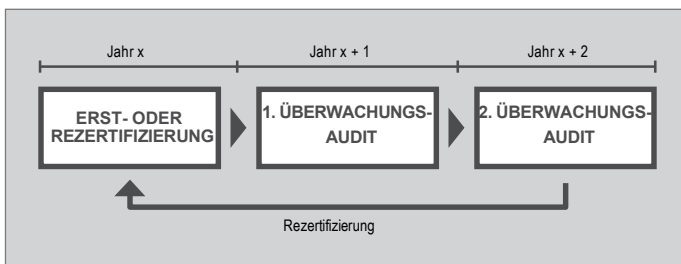 Jahr x
Jahr x + 1
Jahr x + 2
ERST- ODER
REZERTIFIZIERUNG
1. ÜBERWACHUNGS-
AUDIT
2. ÜBERWACHUNGS-
AUDIT
Rezertifizierung